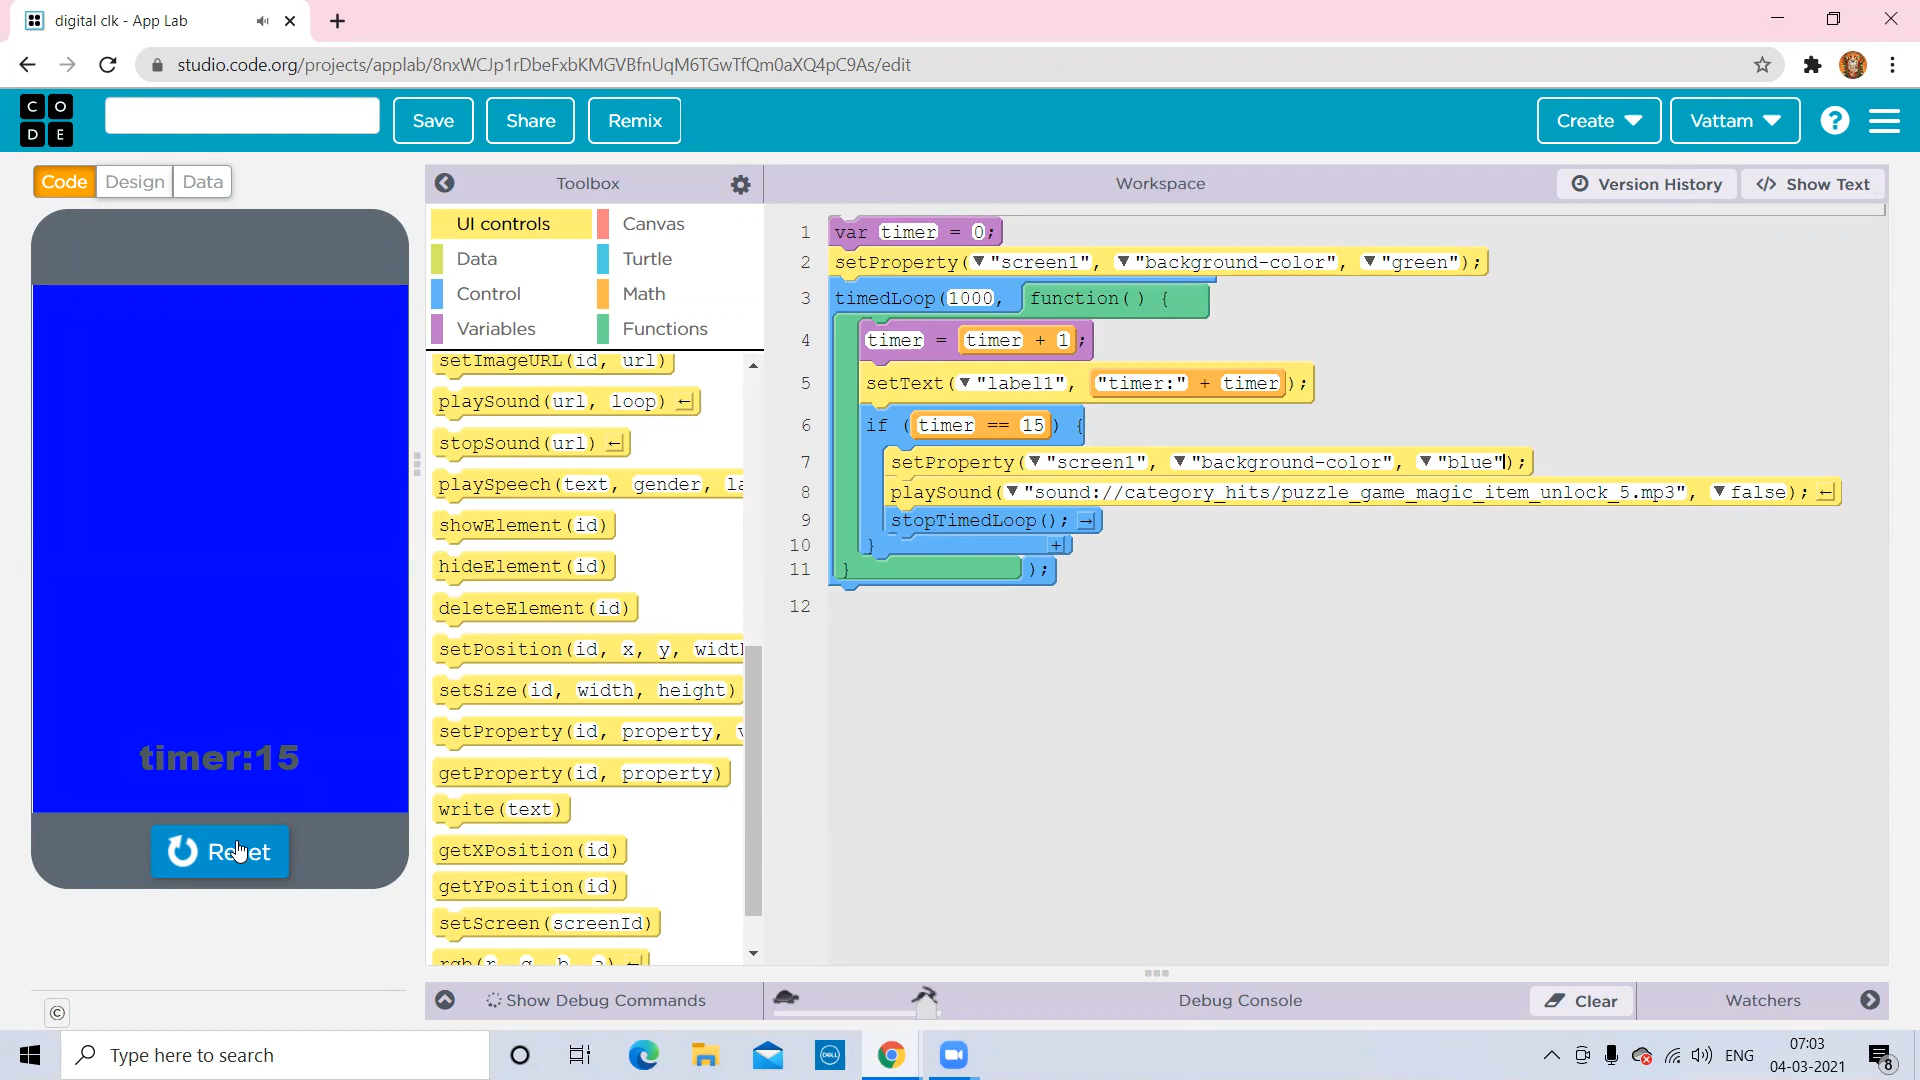 digital clk - App Lab
studio.code.org/projects/applab/8nxWCJp1rDbeFxbKMGVBfnUqM6TGwTfQm0aXQ4pC9As/edit
C O D E
Save
Share
Remix
Create
Vattam
?
Code
Design
Data
Toolbox
Workspace
Version History
</> Show Text
UI controls
Canvas
Data
Turtle
Control
Math
Variables
Functions
setImageURL(id, url)
playSound(url, loop)
stopSound(url)
playSpeech(text, gender, la
showElement(id)
hideElement(id)
deleteElement(id)
setPosition(id, x, y, widt
setSize(id, width, height)
setProperty(id, property, v
getProperty(id, property)
write(text)
getXPosition(id)
getYPosition(id)
setScreen(screenId)
rgb(r, g, b, a)
1 var timer = 0;
2 setProperty("screen1", "background-color", "green");
3 timedLoop(1000, function() {
4 timer = timer + 1;
5 setText("label1", "timer:" + timer);
6 if (timer == 15) {
7 setProperty("screen1", "background-color", "blue");
8 playSound("sound://category_hits/puzzle_game_magic_item_unlock_5.mp3", false);
9 stopTimedLoop();
10 }
11 });
12
timer:15
Reset
©
Show Debug Commands
Debug Console
Clear
Watchers
Type here to search
DELL
ENG
07:03
04-03-2021
8